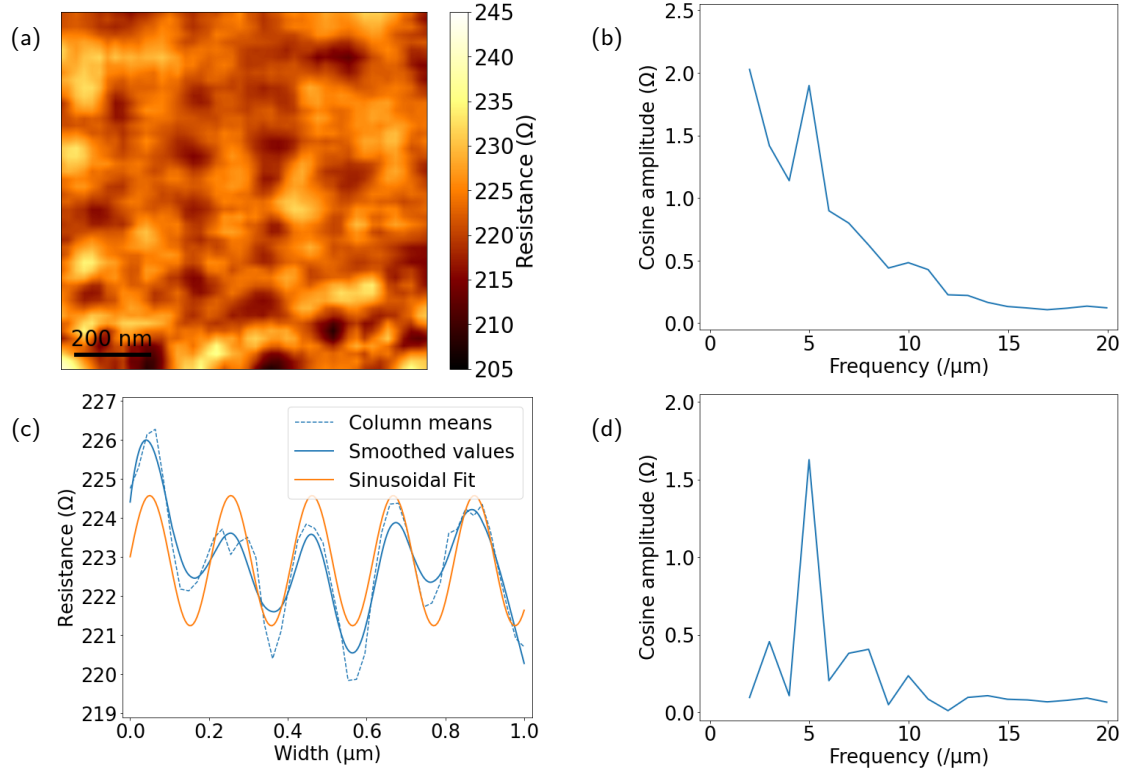 (a)
200 nm
245
240
235
230
225
220
215
210
205
Resistance (Ω)
(b)
2.5
2.0
1.5
1.0
0.5
0.0
Cosine amplitude (Ω)
0 5 10 15 20
Frequency (/μm)
(c)
227
226
225
224
223
222
221
220
219
Resistance (Ω)
Column means
Smoothed values
Sinusoidal Fit
0.0 0.2 0.4 0.6 0.8 1.0
Width (μm)
(d)
2.0
1.5
1.0
0.5
0.0
Cosine amplitude (Ω)
0 5 10 15 20
Frequency (/μm)